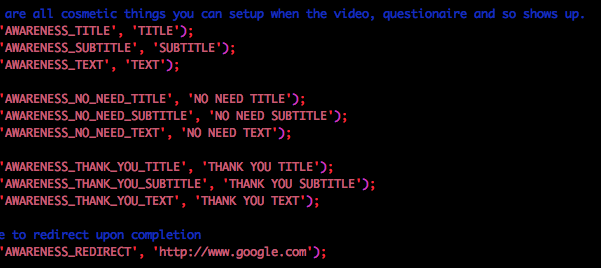 are all cosmetic things you can setup when the video, questionaire and so shows up.
'AWARENESS_TITLE', 'TITLE');
'AWARENESS_SUBTITLE', 'SUBTITLE');
'AWARENESS_TEXT', 'TEXT');
'AWARENESS_NO_NEED_TITLE', 'NO NEED TITLE');
'AWARENESS_NO_NEED_SUBTITLE', 'NO NEED SUBTITLE');
'AWARENESS_NO_NEED_TEXT', 'NO NEED TEXT');
'AWARENESS_THANK_YOU_TITLE', 'THANK YOU TITLE');
'AWARENESS_THANK_YOU_SUBTITLE', 'THANK YOU SUBTITLE');
'AWARENESS_THANK_YOU_TEXT', 'THANK YOU TEXT');
e to redirect upon completion
'AWARENESS_REDIRECT', 'http://www.google.com');